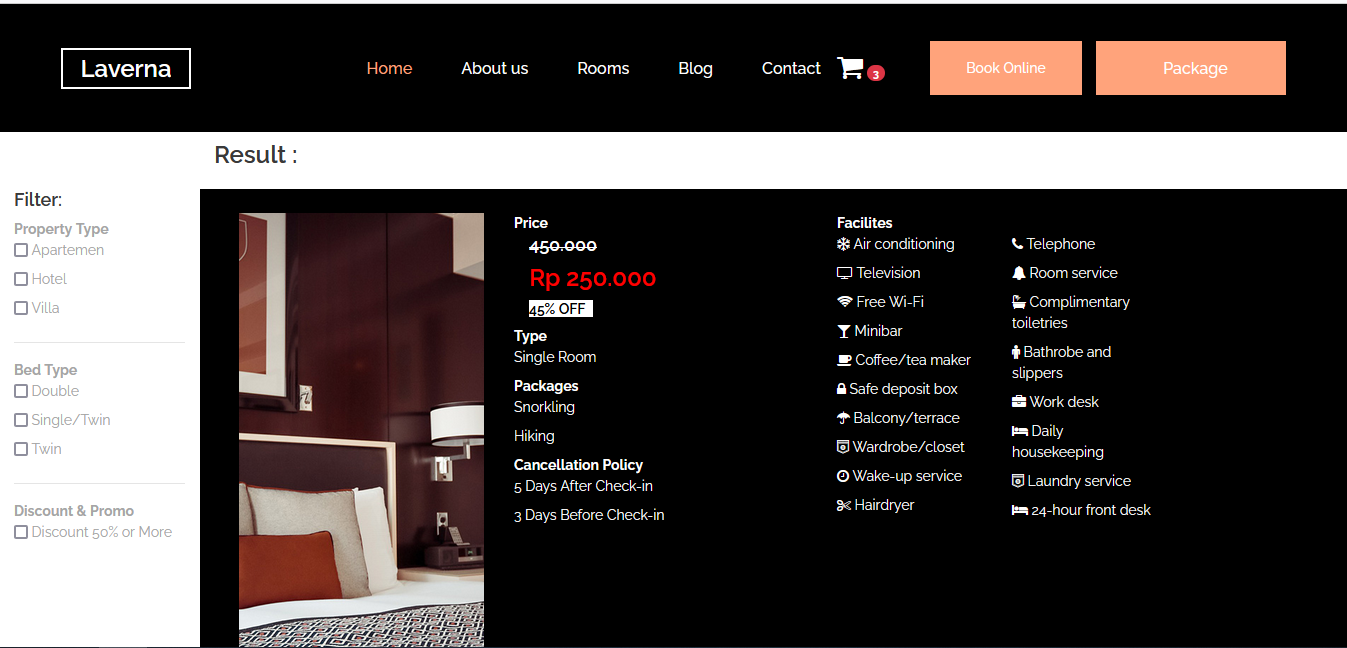 Laverna
Home
About us
Rooms
Blog
Contact
3
Book Online
Package
Result :
Filter:
Property Type
Apartemen
Hotel
Villa
Bed Type
Double
Single/Twin
Twin
Discount & Promo
Discount 50% or More
Price
450.000
Rp 250.000
45% OFF
Type
Single Room
Packages
Snorkling
Hiking
Cancellation Policy
5 Days After Check-in
3 Days Before Check-in
Facilites
Air conditioning
Television
Free Wi-Fi
Minibar
Coffee/tea maker
Safe deposit box
Balcony/terrace
Wardrobe/closet
Wake-up service
Hairdryer
Telephone
Room service
Complimentary
toiletries
Bathrobe and
slippers
Work desk
Daily
housekeeping
Laundry service
24-hour front desk